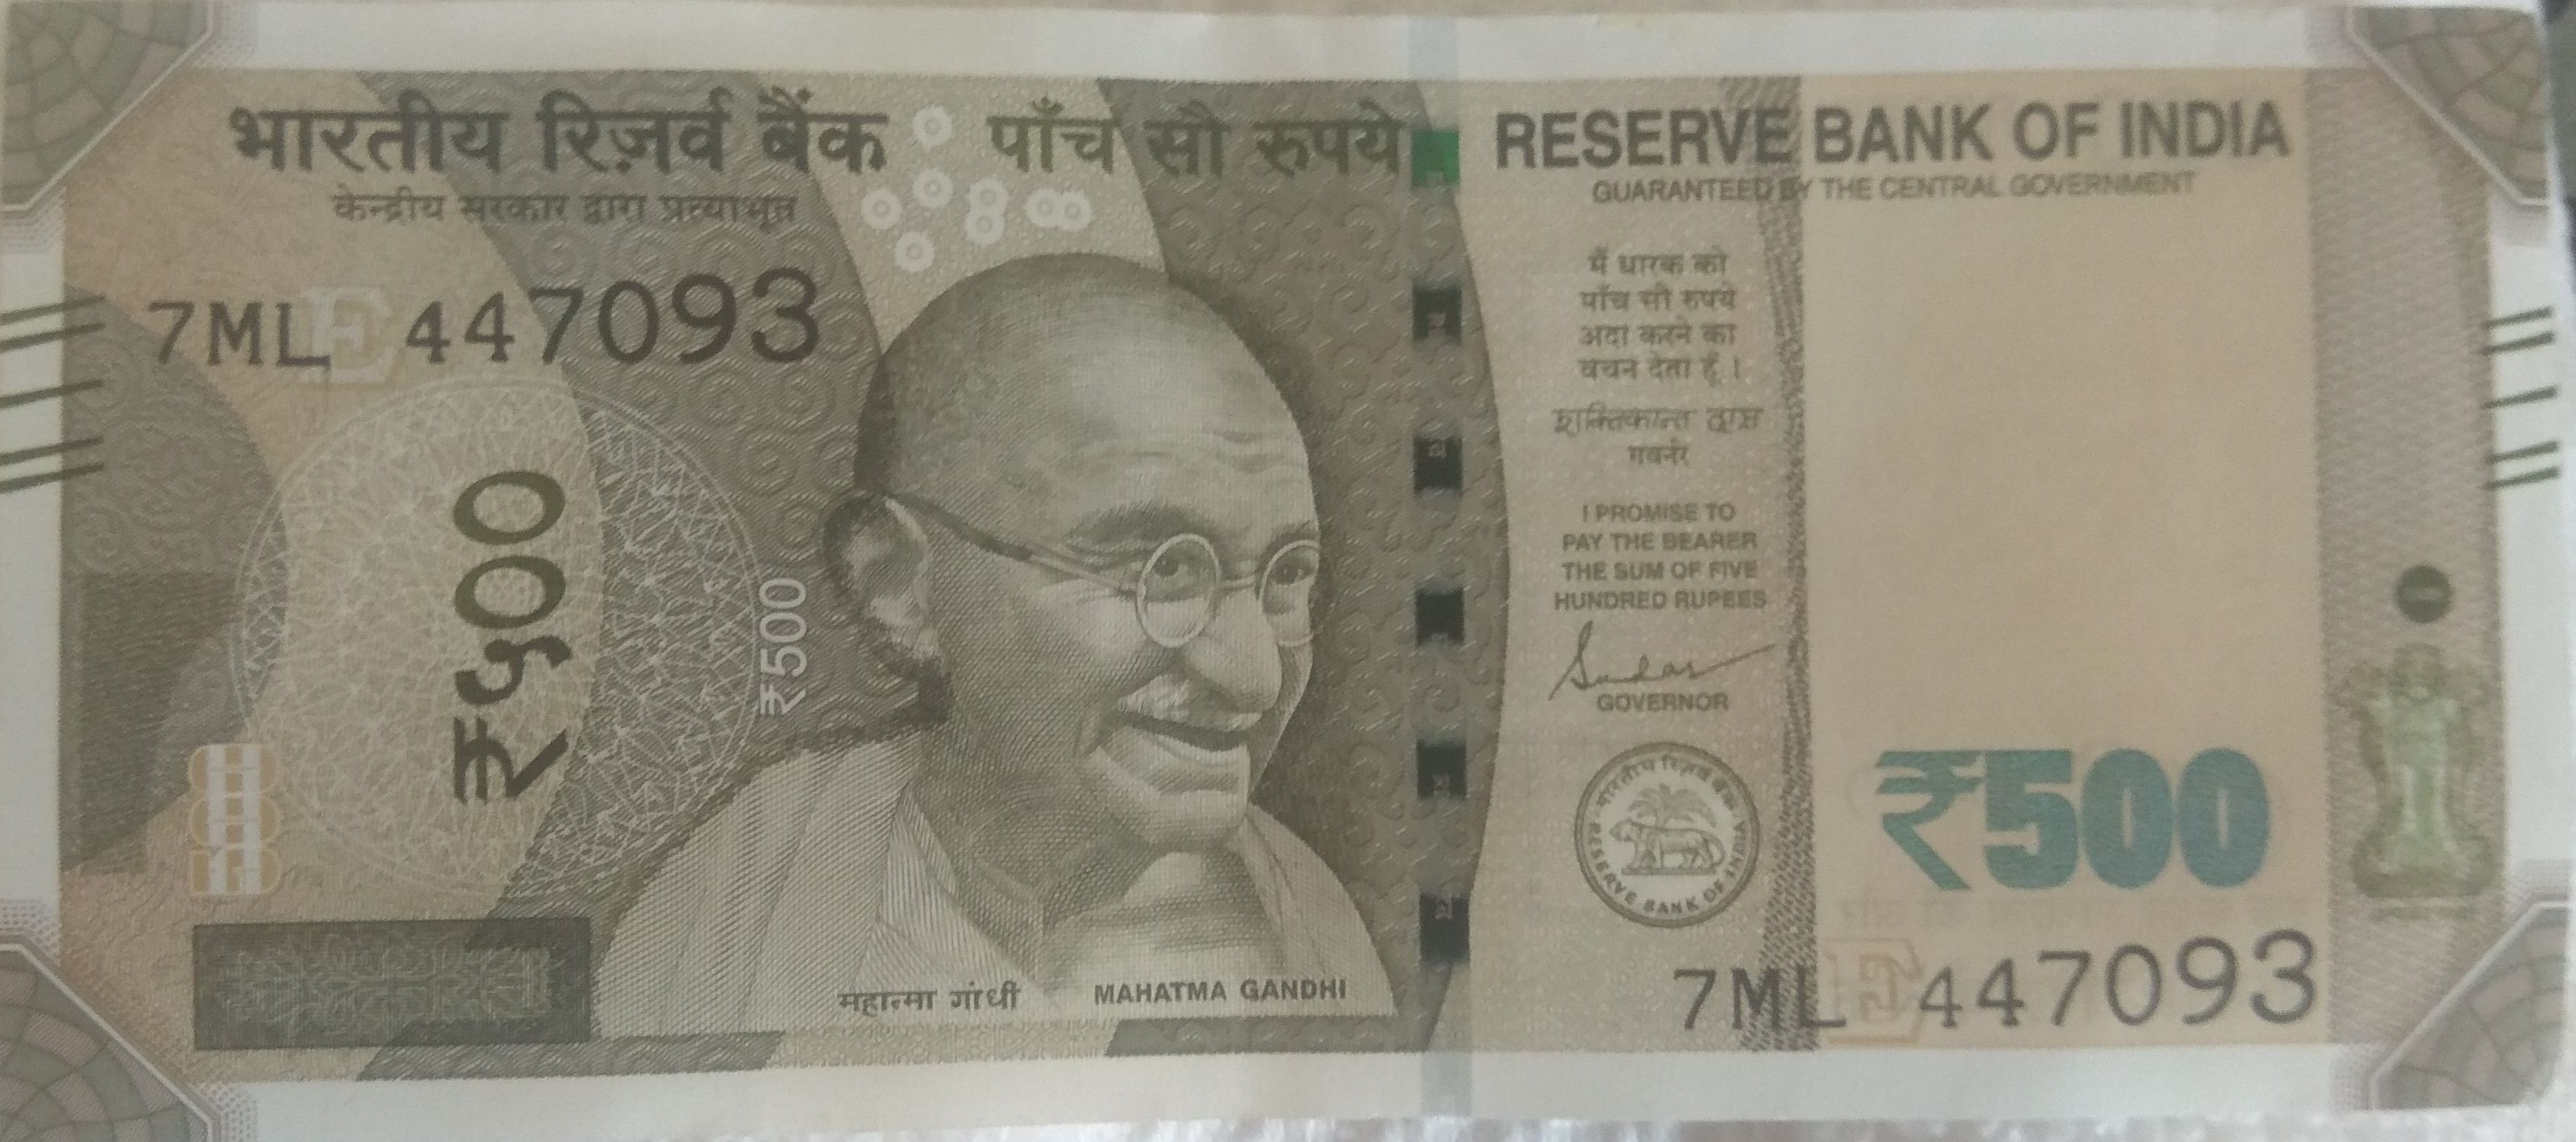 भारतीय रिज़र्व बैंक
केन्द्रीय सरकार द्वारा प्रत्याभूत
पाँच सौ रुपये
RESERVE BANK OF INDIA
GUARANTEED BY THE CENTRAL GOVERNMENT
7ML 447093
E
₹५००
₹500
मैं धारक को
पाँच सौ रुपये
अदा करने का
वचन देता हूँ ।
शक्तिकान्त दास
गवर्नर
I PROMISE TO
PAY THE BEARER
THE SUM OF FIVE
HUNDRED RUPEES
GOVERNOR
भारतीय रिज़र्व बैंक
RESERVE BANK OF INDIA
₹500
महात्मा गांधी
MAHATMA GANDHI
7ML 447093
E